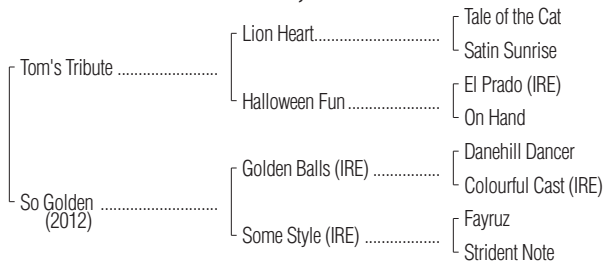 Tale of the Cat
Lion Heart
Satin Sunrise
Tom's Tribute
El Prado (IRE)
Halloween Fun
On Hand
Danehill Dancer
Golden Balls (IRE)
Colourful Cast (IRE)
So Golden
(2012)
Fayruz
Some Style (IRE)
Strident Note